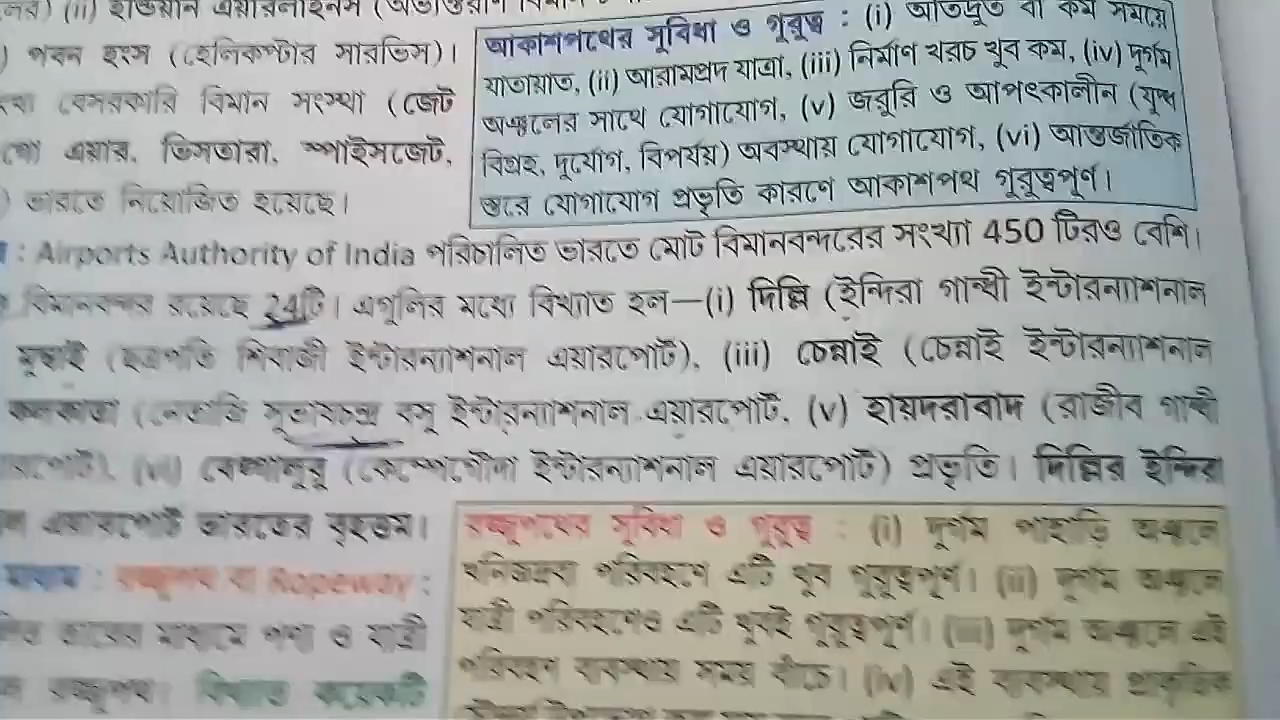 (ii) ইন্ডিয়ান এয়ারলাইনস
পবন হংস (হেলিকপ্টার সারভিস)।
বেসরকারি বিমান সংস্থা (জেট
এয়ার, ভিসতারা, স্পাইসজেট,
ভারতে নিয়োজিত হয়েছে।
আকাশপথের সুবিধা ও গুরুত্ব : (i) অতিদ্রুত বা কম সময়ে
যাতায়াত, (ii) আরামপ্রদ যাত্রা, (iii) নির্মাণ খরচ খুব কম, (iv) দুর্গম
অঞ্চলের সাথে যোগাযোগ, (v) জরুরি ও আপৎকালীন (যুদ্ধ
বিগ্রহ, দুর্যোগ, বিপর্যয়) অবস্থায় যোগাযোগ, (vi) আন্তর্জাতিক
স্তরে যোগাযোগ প্রভৃতি কারণে আকাশপথ গুরুত্বপূর্ণ।
: Airports Authority of India পরিচালিত ভারতে মোট বিমানবন্দরের সংখ্যা 450 টিরও বেশি।
বিমানবন্দর রয়েছে 24টি। এগুলির মধ্যে বিখ্যাত হল—(i) দিল্লি (ইন্দিরা গান্ধী ইন্টারন্যাশনাল
মুম্বাই (ছত্রপতি শিবাজী ইন্টারন্যাশনাল এয়ারপোর্ট), (iii) চেন্নাই (চেন্নাই ইন্টারন্যাশনাল
কলকাতা (নেতাজি সুভাষচন্দ্র বসু ইন্টারন্যাশনাল এয়ারপোর্ট, (v) হায়দরাবাদ (রাজীব গান্ধী
(vi) বেঙ্গালুরু (কেম্পেগৌদা ইন্টারন্যাশনাল এয়ারপোর্ট) প্রভৃতি। দিল্লির ইন্দিরা
এয়ারপোর্ট ভারতের বৃহত্তম।
: রজ্জুপথ বা Ropeway :
তারের মাধ্যমে পণ্য ও যাত্রী
রজ্জুপথ। বিখ্যাত কয়েকটি
রজ্জুপথের সুবিধা ও গুরুত্ব : (i) দুর্গম পাহাড়ি অঞ্চলে
খনিজদ্রব্য পরিবহণে এটি খুব গুরুত্বপূর্ণ। (ii) দুর্গম অঞ্চলে
যাত্রী পরিবহণেও এটি খুবই গুরুত্বপূর্ণ। (iii) দুর্গম অঞ্চলে এই
পরিবহণ ব্যবস্থায় সময় বাঁচে। (iv) এই ব্যবস্থায় প্রাকৃতিক